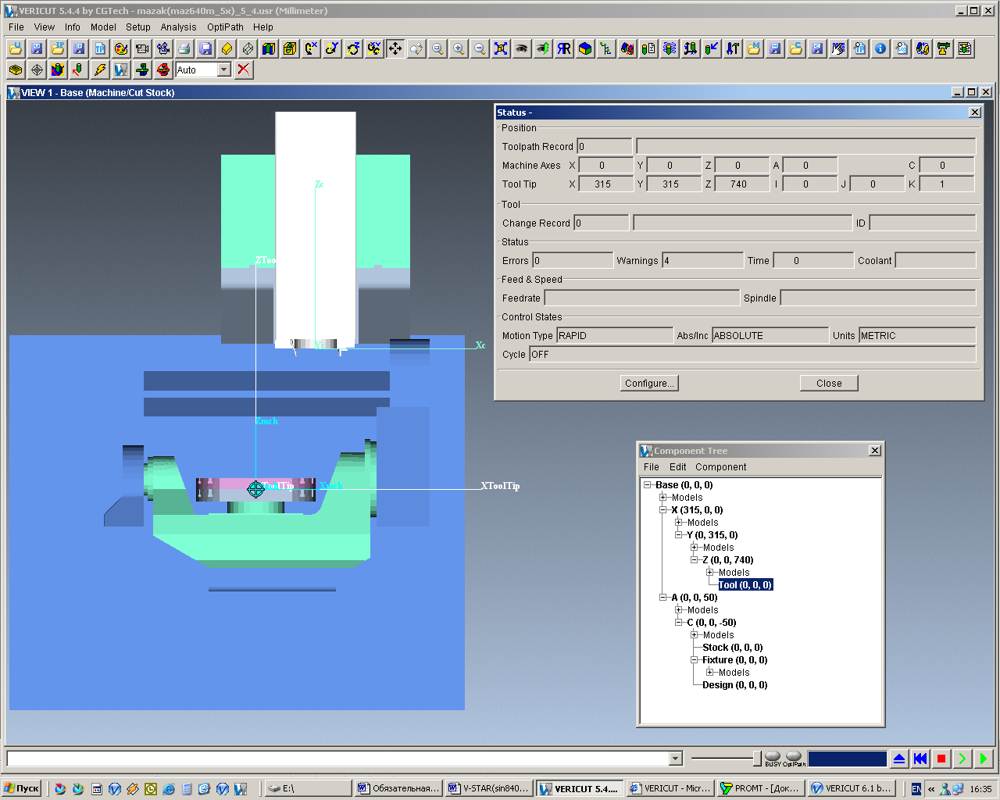 VERICUT 5.4.4 by CGTech - mazak(maz640m_5x)_5_4.usr (Millimeter)
File View Info Model Setup Analysis OptiPath Help
Auto
VIEW 1 - Base (Machine/Cut Stock)
Zc
ZToo
Yc
Xc
Zmch
ToolTip
Xmch
XToolTip
Status -
Position
Toolpath Record 0
Machine Axes X 0 Y 0 Z 0 A 0 C 0
Tool Tip X 315 Y 315 Z 740 I 0 J 0 K 1
Tool
Change Record 0 ID
Status
Errors 0 Warnings 4 Time 0 Coolant
Feed & Speed
Feedrate Spindle
Control States
Motion Type RAPID Abs/Inc ABSOLUTE Units METRIC
Cycle OFF
Configure... Close
Component Tree
File Edit Component
Base (0, 0, 0)
Models
X (315, 0, 0)
Models
Y (0, 315, 0)
Models
Z (0, 0, 740)
Models
Tool (0, 0, 0)
A (0, 0, 50)
Models
C (0, 0, -50)
Models
Stock (0, 0, 0)
Fixture (0, 0, 0)
Models
Design (0, 0, 0)
BUSY OptiPath
Пуск E:\ Обязательная... V-STAR(sin840... VERICUT 5.4.... VERICUT - Micr... PROMT - [Док... VERICUT 6.1 b... EN « 16:35